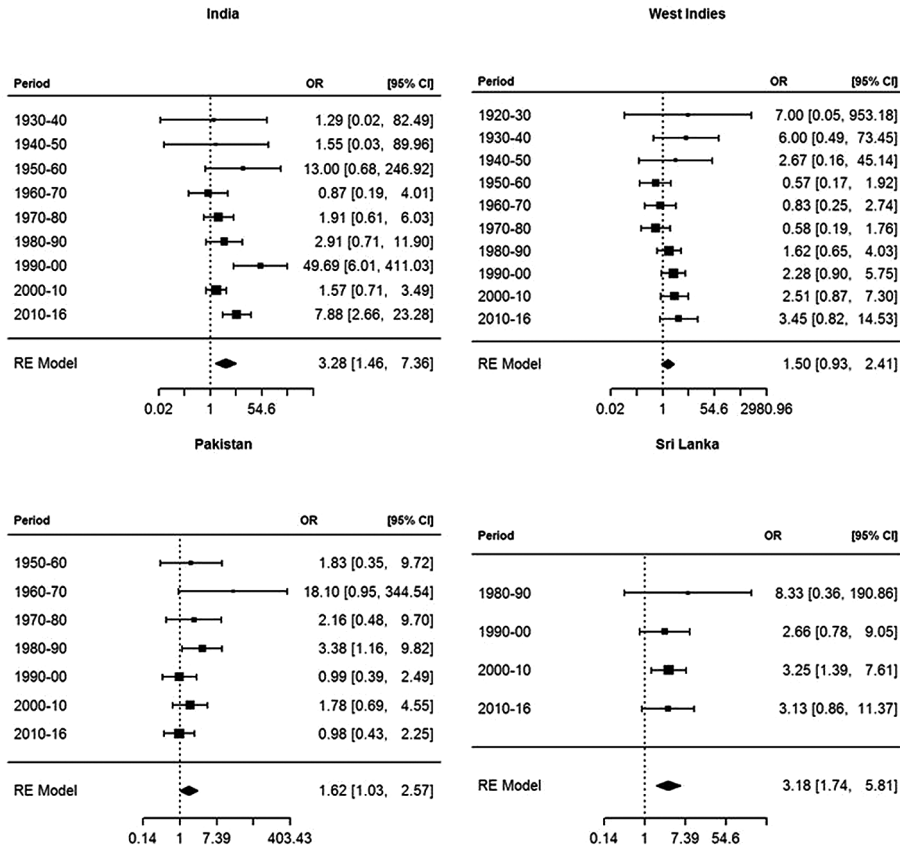 India
Period OR [95% CI]
1930-40 1.29 [0.02, 82.49]
1940-50 1.55 [0.03, 89.96]
1950-60 13.00 [0.68, 246.92]
1960-70 0.87 [0.19, 4.01]
1970-80 1.91 [0.61, 6.03]
1980-90 2.91 [0.71, 11.90]
1990-00 49.69 [6.01, 411.03]
2000-10 1.57 [0.71, 3.49]
2010-16 7.88 [2.66, 23.28]
RE Model 3.28 [1.46, 7.36]
0.02 1 54.6
West Indies
Period OR [95% CI]
1920-30 7.00 [0.05, 953.18]
1930-40 6.00 [0.49, 73.45]
1940-50 2.67 [0.16, 45.14]
1950-60 0.57 [0.17, 1.92]
1960-70 0.83 [0.25, 2.74]
1970-80 0.58 [0.19, 1.76]
1980-90 1.62 [0.65, 4.03]
1990-00 2.28 [0.90, 5.75]
2000-10 2.51 [0.87, 7.30]
2010-16 3.45 [0.82, 14.53]
RE Model 1.50 [0.93, 2.41]
0.02 1 54.6 2980.96
Pakistan
Period OR [95% CI]
1950-60 1.83 [0.35, 9.72]
1960-70 18.10 [0.95, 344.54]
1970-80 2.16 [0.48, 9.70]
1980-90 3.38 [1.16, 9.82]
1990-00 0.99 [0.39, 2.49]
2000-10 1.78 [0.69, 4.55]
2010-16 0.98 [0.43, 2.25]
RE Model 1.62 [1.03, 2.57]
0.14 1 7.39 403.43
Sri Lanka
Period OR [95% CI]
1980-90 8.33 [0.36, 190.86]
1990-00 2.66 [0.78, 9.05]
2000-10 3.25 [1.39, 7.61]
2010-16 3.13 [0.86, 11.37]
RE Model 3.18 [1.74, 5.81]
0.14 1 7.39 54.6